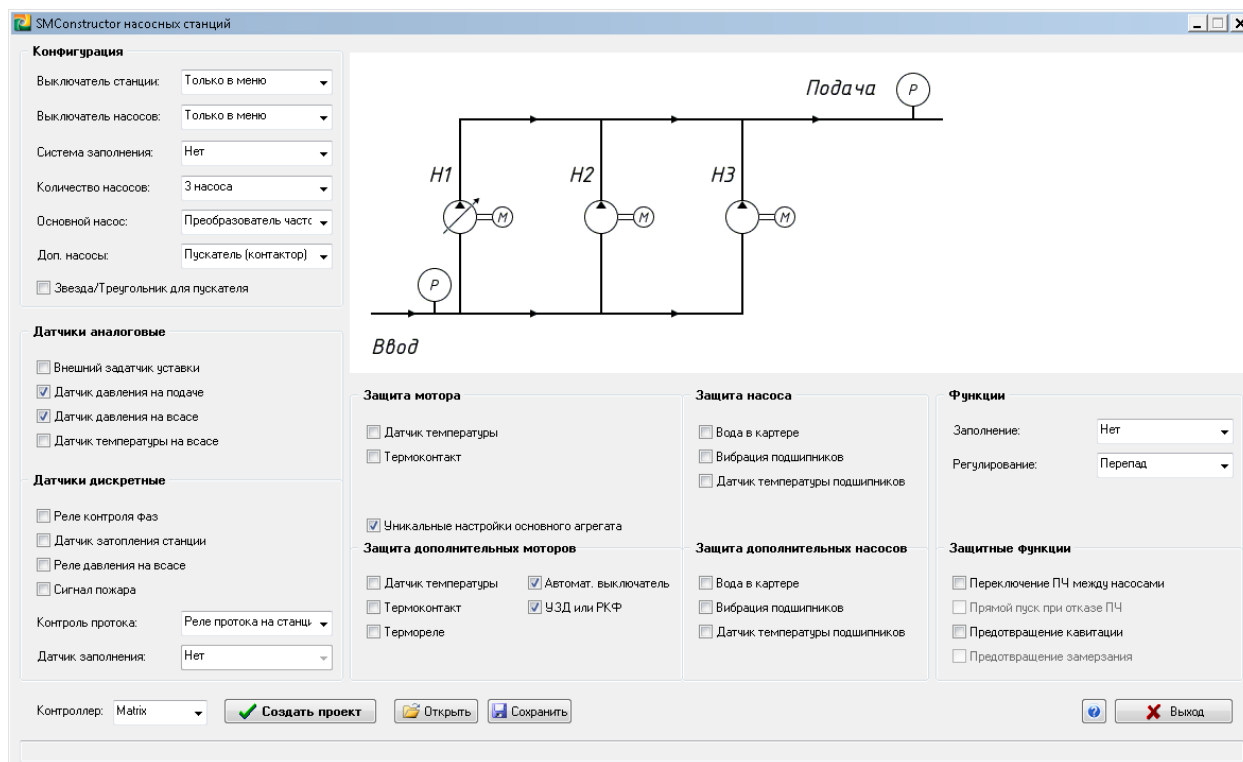 SMConstructor насосных станций
Конфигурация
Выключатель станции: Только в меню
Выключатель насосов: Только в меню
Система заполнения: Нет
Количество насосов: 3 насоса
Основной насос: Преобразователь часто
Доп. насосы: Пускатель (контактор)
Звезда/Треугольник для пускателя
Подача
P
H1
H2
H3
M
M
M
P
Ввод
Датчики аналоговые
Внешний задатчик уставки
Датчик давления на подаче
Датчик давления на всасе
Датчик температуры на всасе
Датчики дискретные
Реле контроля фаз
Датчик затопления станции
Реле давления на всасе
Сигнал пожара
Контроль протока: Реле протока на станци
Датчик заполнения: Нет
Защита мотора
Датчик температуры
Термоконтакт
Уникальные настройки основного агрегата
Защита насоса
Вода в картере
Вибрация подшипников
Датчик температуры подшипников
Функции
Заполнение: Нет
Регулирование: Перепад
Защита дополнительных моторов
Датчик температуры
Автомат. выключатель
Термоконтакт
УЗД или РКФ
Термореле
Защита дополнительных насосов
Вода в картере
Вибрация подшипников
Датчик температуры подшипников
Защитные функции
Переключение ПЧ между насосами
Прямой пуск при отказе ПЧ
Предотвращение кавитации
Предотвращение замерзания
Контроллер: Matrix
Создать проект
Открыть
Сохранить
?
Выход